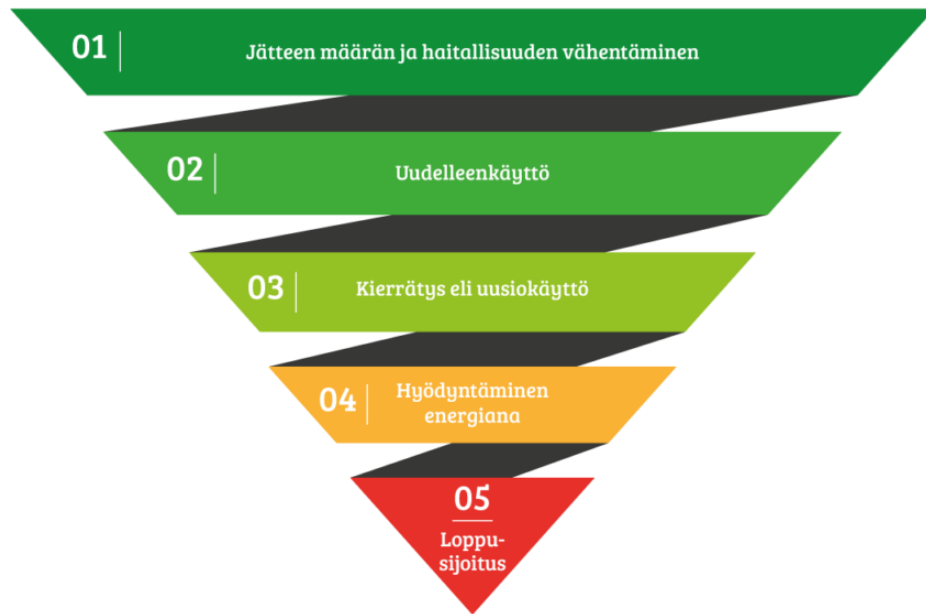 01
Jätteen määrän ja haitallisuuden vähentäminen
02
Uudelleenkäyttö
03
Kierrätys eli uusiokäyttö
04
Hyödyntäminen
energiana
05
Loppu-
sijoitus